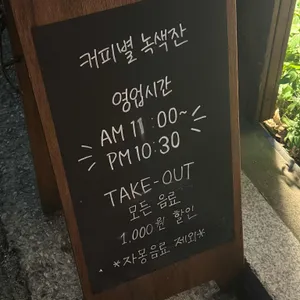 커피별 녹색잔
영업시간
AM 11:00~
PM 10:30
TAKE-OUT
모든 음료
1.000원 할인
*자몽음료 제외*